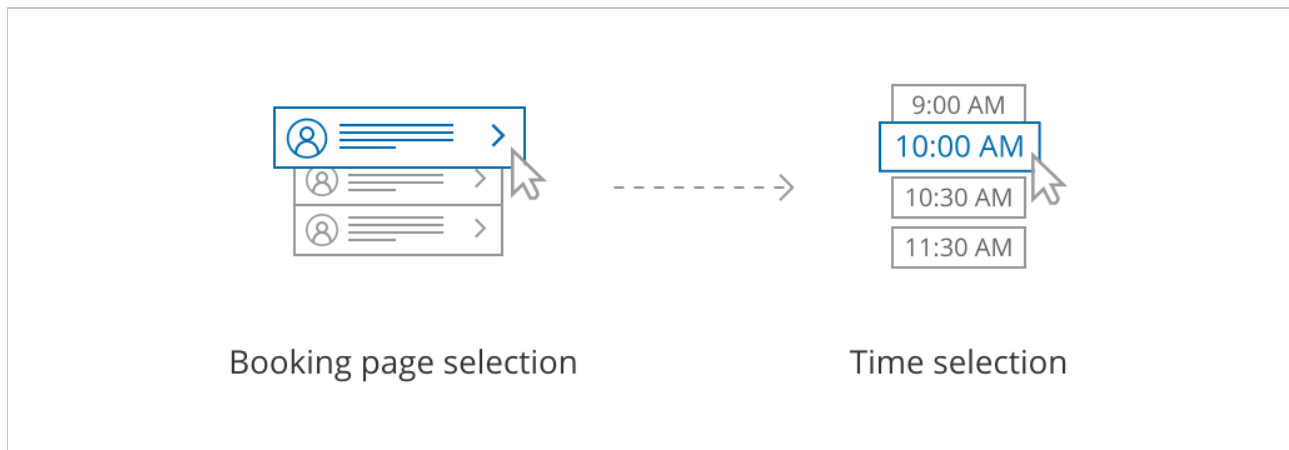 9:00 AM
10:00 AM
10:30 AM
11:30 AM
Booking page selection
Time selection